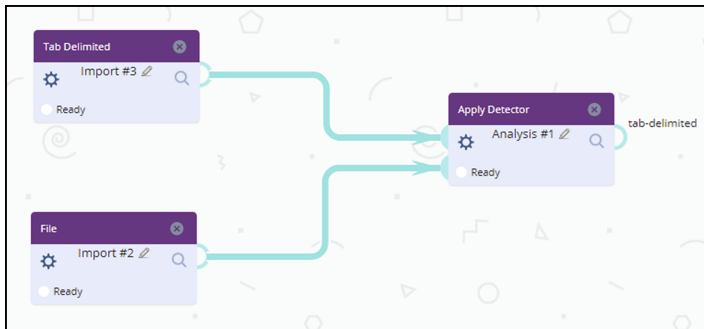 Tab Delimited
Import #3
Ready
Apply Detector
Analysis #1
tab-delimited
Ready
File
Import #2
Ready